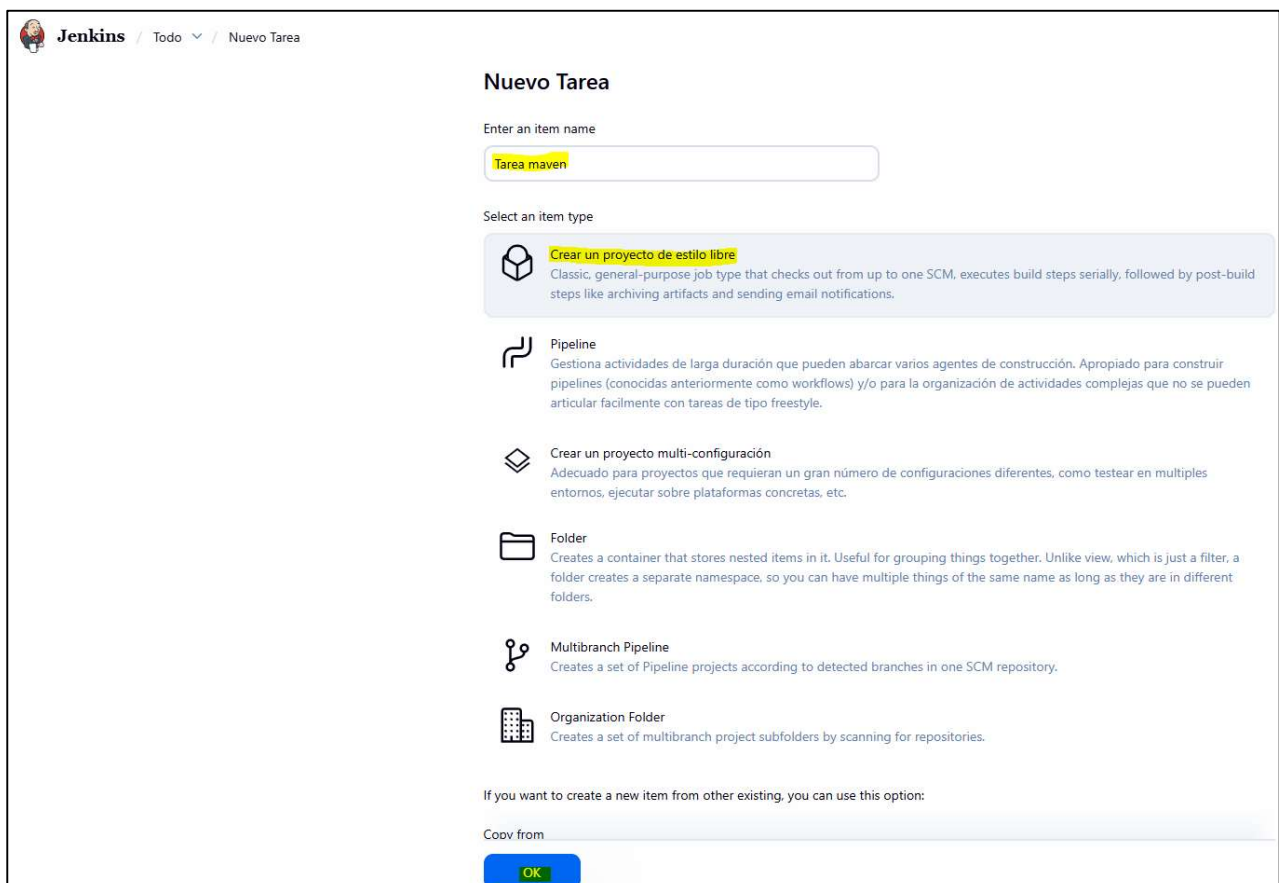 Jenkins / Todo / Nuevo Tarea
Nuevo Tarea
Enter an item name
Tarea maven
Select an item type
Crear un proyecto de estilo libre
Classic, general-purpose job type that checks out from up to one SCM, executes build steps serially, followed by post-build
steps like archiving artifacts and sending email notifications.
Pipeline
Gestiona actividades de larga duración que pueden abarcar varios agentes de construcción. Apropiado para construir
pipelines (conocidas anteriormente como workflows) y/o para la organización de actividades complejas que no se pueden
articular facilmente con tareas de tipo freestyle.
Crear un proyecto multi-configuración
Adecuado para proyectos que requieran un gran número de configuraciones diferentes, como testear en multiples
entornos, ejecutar sobre plataformas concretas, etc.
Folder
Creates a container that stores nested items in it. Useful for grouping things together. Unlike view, which is just a filter, a
folder creates a separate namespace, so you can have multiple things of the same name as long as they are in different
folders.
Multibranch Pipeline
Creates a set of Pipeline projects according to detected branches in one SCM repository.
Organization Folder
Creates a set of multibranch project subfolders by scanning for repositories.
If you want to create a new item from other existing, you can use this option:
Copy from
OK